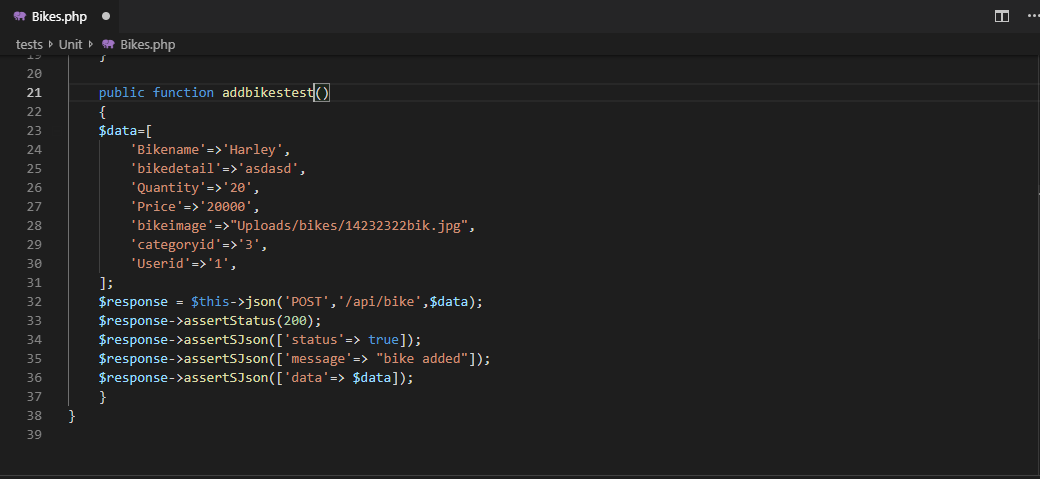 Bikes.php
tests Unit Bikes.php
19 }
20
21 public function addbikestest()
22 {
23 $data=[
24 'Bikename'=>'Harley',
25 'bikedetail'=>'asdasd',
26 'Quantity'=>'20',
27 'Price'=>'20000',
28 'bikeimage'=>"Uploads/bikes/14232322bik.jpg",
29 'categoryid'=>'3',
30 'Userid'=>'1',
31 ];
32 $response = $this->json('POST','/api/bike',$data);
33 $response->assertStatus(200);
34 $response->assertSJson(['status'=> true]);
35 $response->assertSJson(['message'=> "bike added"]);
36 $response->assertSJson(['data'=> $data]);
37 }
38 }
39